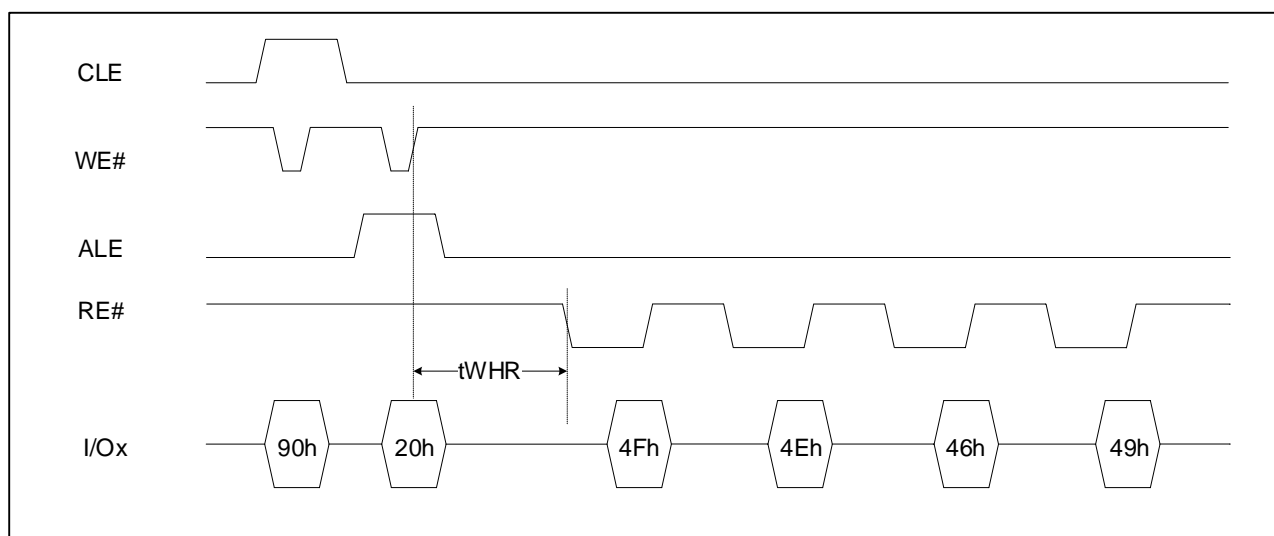 CLE
WE#
ALE
RE#
tWHR
I/Ox 90h 20h 4Fh 4Eh 46h 49h